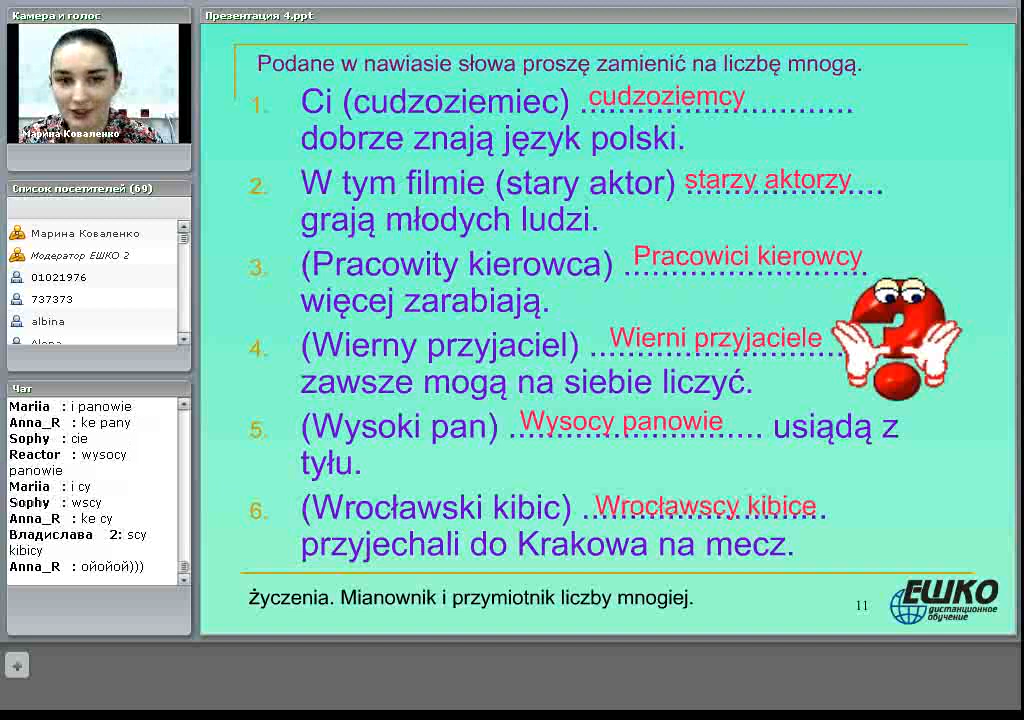 Камера и голос
Марина Коваленко
Список посетителей (69)
Марина Коваленко
Модератор ЕШКО 2
01021976
737373
albina
Alena
Чат
Mariia : i panowie
Anna_R : ke pany
Sophy : cie
Reactor : wysocy
panowie
Mariia : i cy
Sophy : wscy
Anna_R : ke cy
Владислава 2: scy
kibicy
Anna_R : ойойой)))
Презентация 4.ppt
Podane w nawiasie słowa proszę zamienić na liczbę mnogą.
1. Ci (cudzoziemiec) cudzoziemcy..........................
dobrze znają język polski.
2. W tym filmie (stary aktor) starzy aktorzy...................
grają młodych ludzi.
3. (Pracowity kierowca) Pracowici kierowcy.......................
więcej zarabiają.
4. (Wierny przyjaciel) Wierni przyjaciele........................
zawsze mogą na siebie liczyć.
5. (Wysoki pan) Wysocy panowie........................ usiądą z
tyłu.
6. (Wrocławski kibic) Wrocławscy kibice.......................
przyjechali do Krakowa na mecz.
Życzenia. Mianownik i przymiotnik liczby mnogiej.
11
ЕШКО
дистанционное
обучение